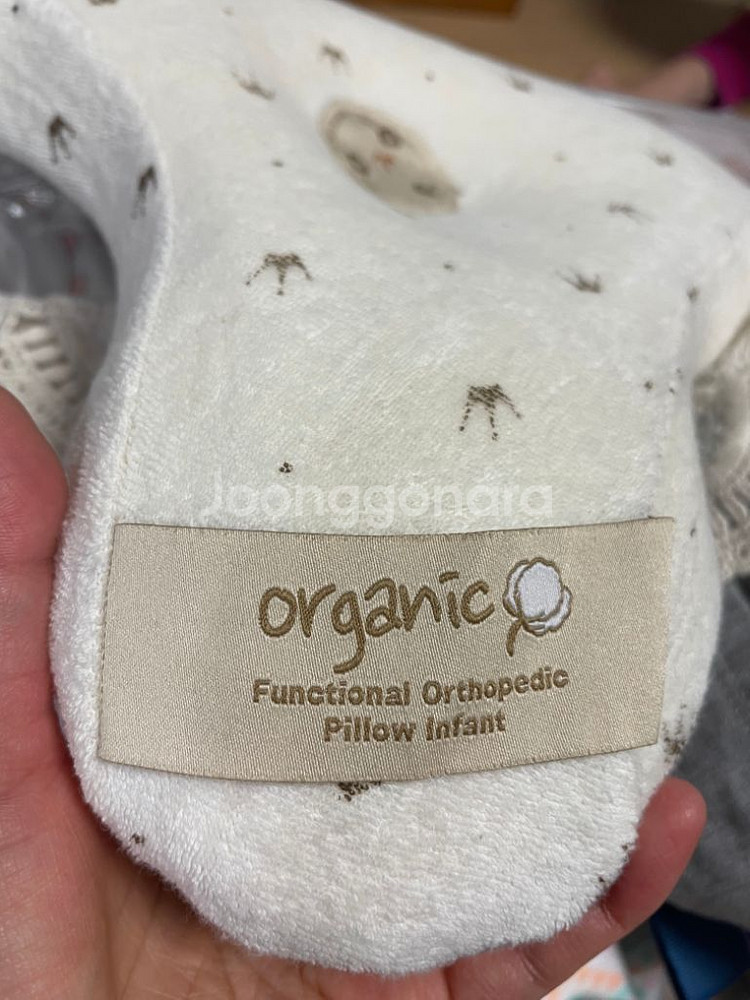 Joonggonara
organic
Functional Orthopedic
Pillow Infant